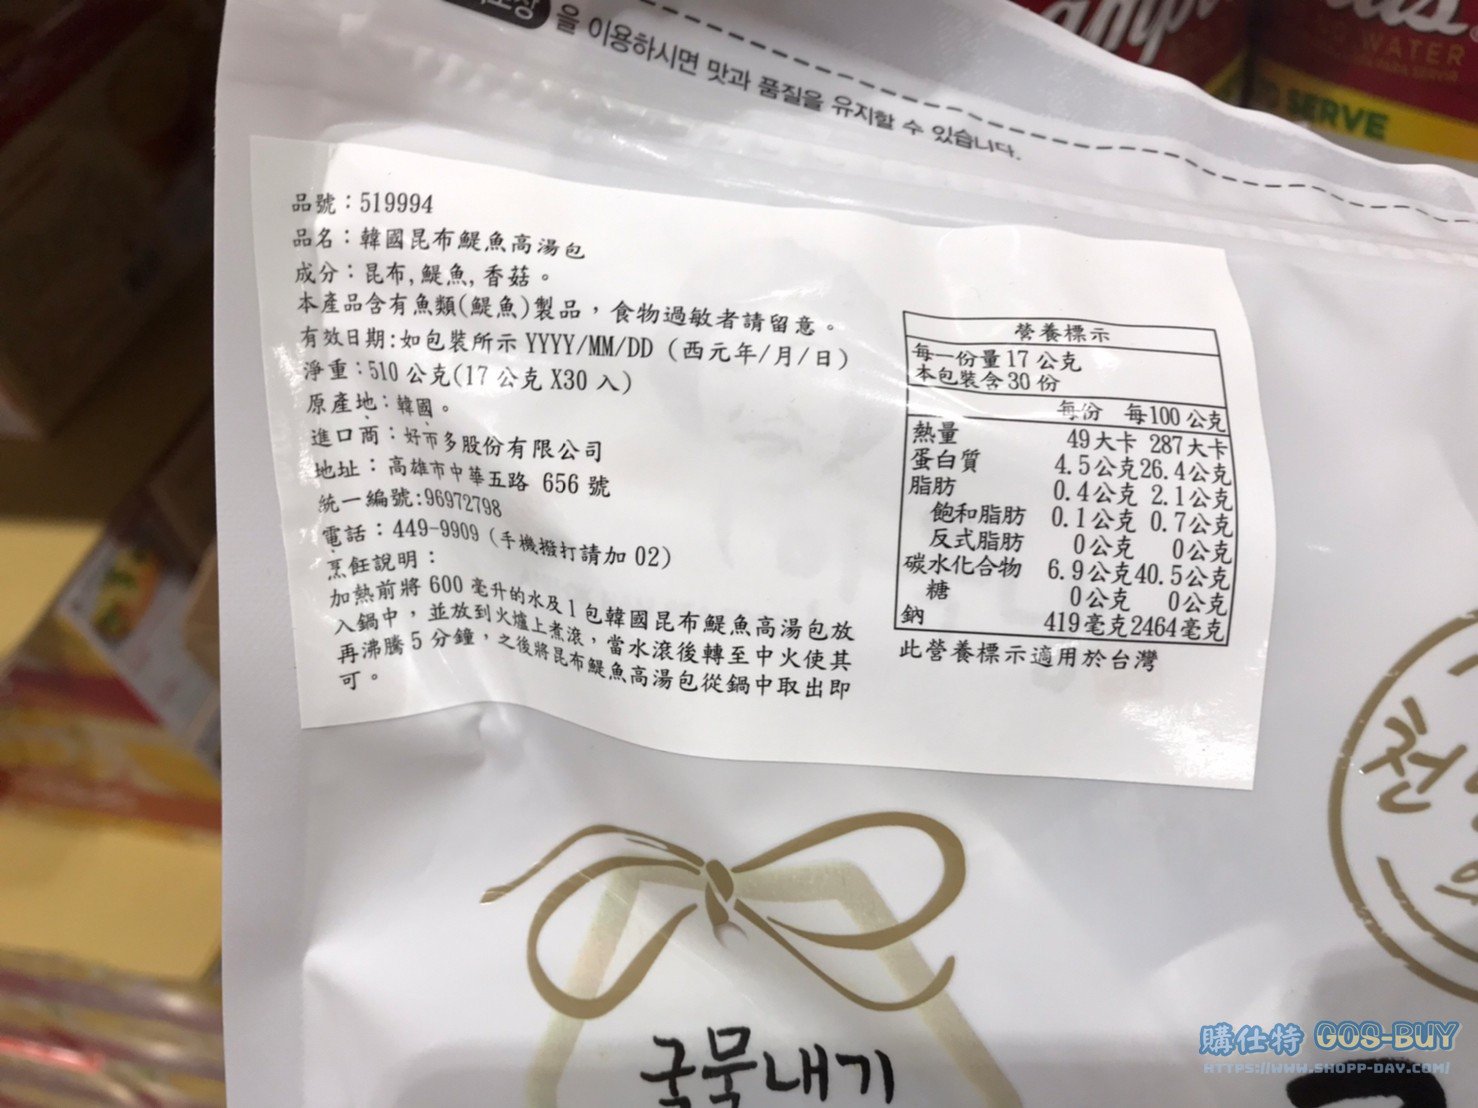 을 이용하시면 맛과 품질을 유지할 수 있습니다.
WATER
SERVE
品號：519994
品名：韓國昆布鯷魚高湯包
成分：昆布,鯷魚,香菇。
本產品含有魚類(鯷魚)製品，食物過敏者請留意。
有效日期:如包裝所示 YYYY/MM/DD (西元年/月/日)
淨重：510 公克(17 公克 X30 入)
原產地：韓國。
進口商：好市多股份有限公司
地址：高雄市中華五路 656 號
統一編號:96972798
電話：449-9909 (手機撥打請加 02)
烹飪說明：
加熱前將 600 毫升的水及 1 包韓國昆布鯷魚高湯包放
入鍋中，並放到火爐上煮滾，當水滾後轉至中火使其
再沸騰 5 分鐘，之後將昆布鯷魚高湯包從鍋中取出即
可。
營養標示
每一份量 17 公克
本包裝含 30 份
每份 每 100 公克
熱量 49 大卡 287 大卡
蛋白質 4.5 公克 26.4 公克
脂肪 0.4 公克 2.1 公克
飽和脂肪 0.1 公克 0.7 公克
反式脂肪 0 公克 0 公克
碳水化合物 6.9 公克 40.5 公克
糖 0 公克 0 公克
鈉 419 毫克 2464 毫克
此營養標示適用於台灣
천
국물내기
購仕特 GOS-BUY
HTTPS://WWW.SHOPP-DAY.COM/